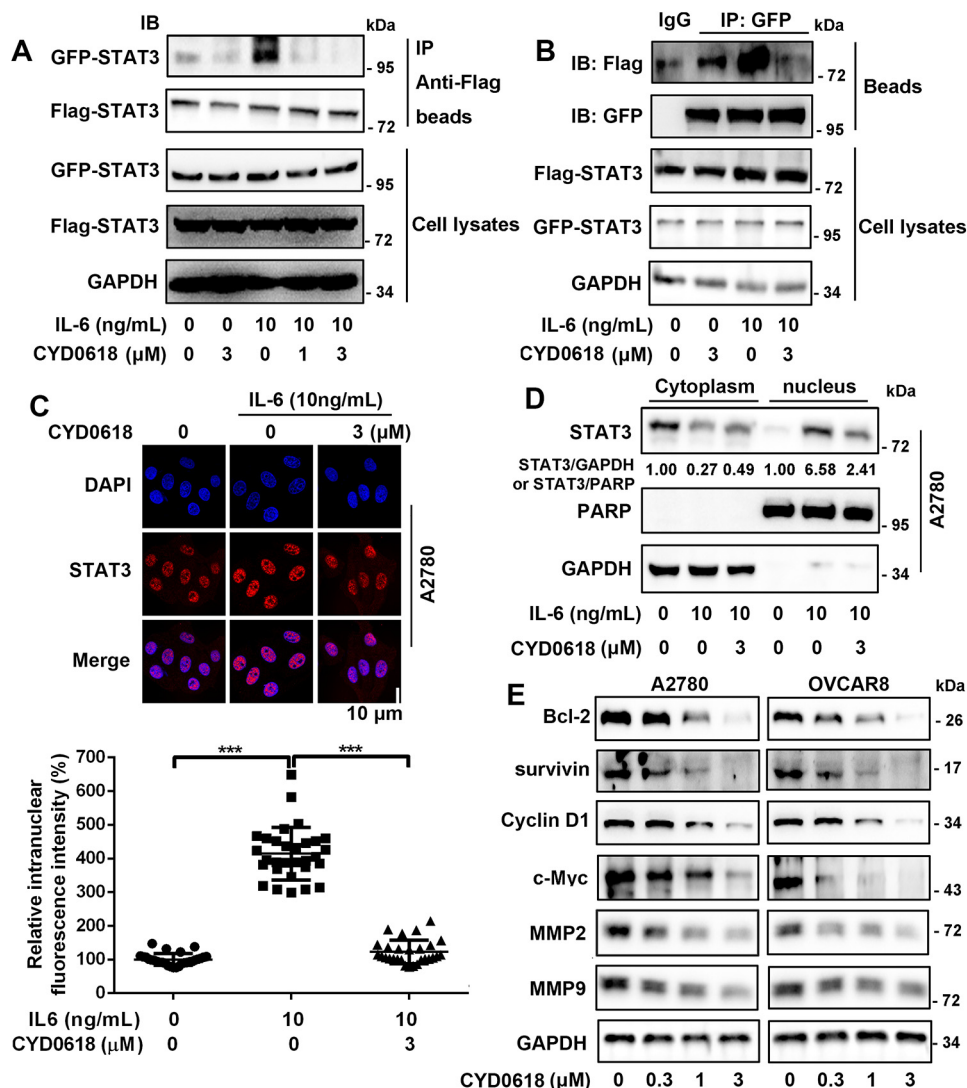 A
IB
kDa
GFP-STAT3
- 95
IP
Anti-Flag
beads
Flag-STAT3
- 72
GFP-STAT3
- 95
Flag-STAT3
- 72
Cell lysates
GAPDH
- 34
IL-6 (ng/mL) 0 0 10 10 10
CYD0618 (µM) 0 3 0 1 3
B
IgG IP: GFP
kDa
IB: Flag
- 72
Beads
IB: GFP
- 95
Flag-STAT3
- 72
GFP-STAT3
- 95
Cell lysates
GAPDH
- 34
IL-6 (ng/mL) 0 0 10 10
CYD0618 (µM) 0 3 0 3
C
IL-6 (10ng/mL)
CYD0618 0 0 3 (µM)
DAPI
STAT3
A2780
Merge
10 µm
Relative intranuclear
fluorescence intensity (%)
700
600
500
400
300
200
100
0
***
***
IL6 (ng/mL) 0 10 10
CYD0618 (µM) 0 0 3
D
Cytoplasm nucleus kDa
STAT3
- 72
STAT3/GAPDH
or STAT3/PARP
1.00 0.27 0.49 1.00 6.58 2.41
PARP
- 95
A2780
GAPDH
- 34
IL-6 (ng/mL) 0 10 10 0 10 10
CYD0618 (µM) 0 0 3 0 0 3
E
A2780 OVCAR8 kDa
Bcl-2
- 26
survivin
- 17
Cyclin D1
- 34
c-Myc
- 43
MMP2
- 72
MMP9
- 72
GAPDH
- 34
CYD0618 (µM) 0 0.3 1 3 0 0.3 1 3